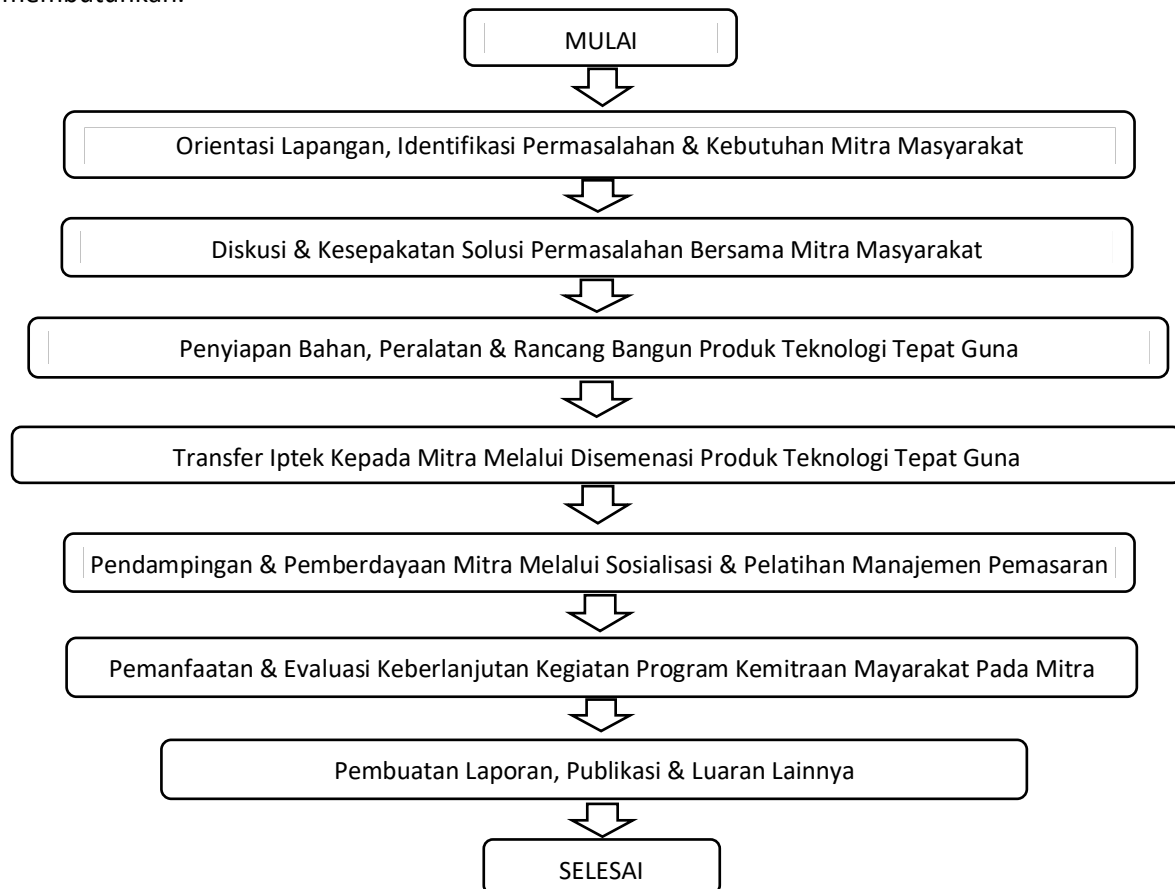 membutuhkan.
MULAI
Orientasi Lapangan, Identifikasi Permasalahan & Kebutuhan Mitra Masyarakat
Diskusi & Kesepakatan Solusi Permasalahan Bersama Mitra Masyarakat
Penyiapan Bahan, Peralatan & Rancang Bangun Produk Teknologi Tepat Guna
Transfer Iptek Kepada Mitra Melalui Disemenasi Produk Teknologi Tepat Guna
Pendampingan & Pemberdayaan Mitra Melalui Sosialisasi & Pelatihan Manajemen Pemasaran
Pemanfaatan & Evaluasi Keberlanjutan Kegiatan Program Kemitraan Mayarakat Pada Mitra
Pembuatan Laporan, Publikasi & Luaran Lainnya
SELESAI